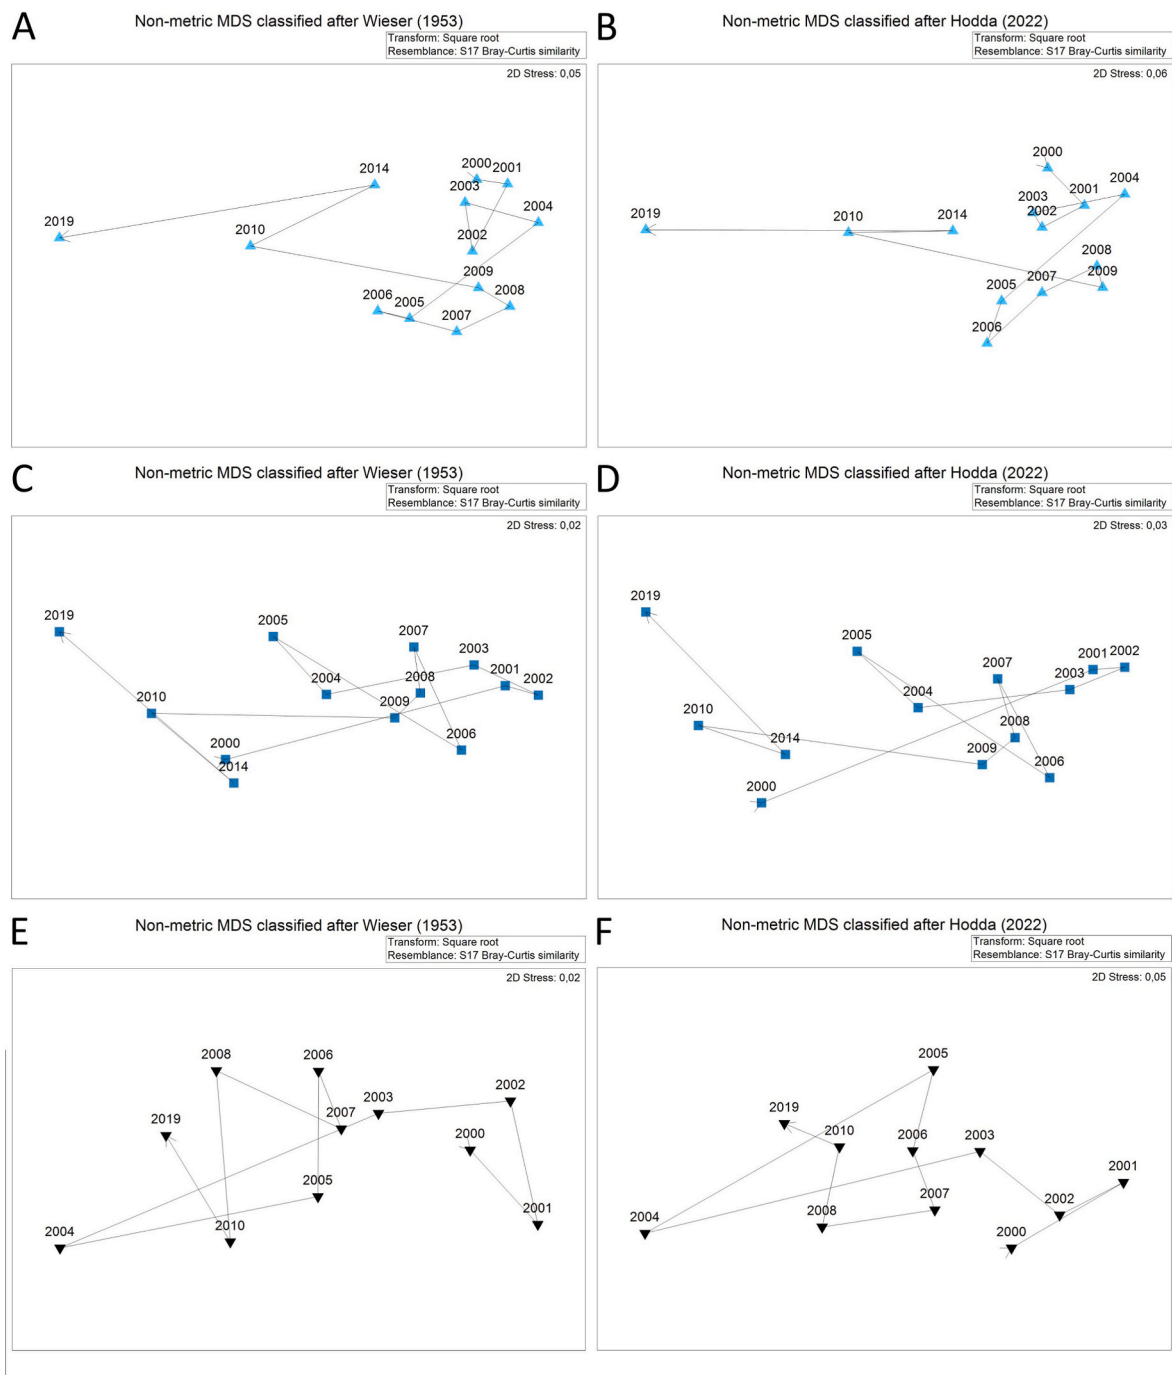 A
Non-metric MDS classified after Wieser (1953)
Transform: Square root
Resemblance: S17 Bray-Curtis similarity
2D Stress: 0,05
2014
2000
2001
2003
2004
2019
2010
2002
2009
2008
2006
2005
2007
B
Non-metric MDS classified after Hodda (2022)
Transform: Square root
Resemblance: S17 Bray-Curtis similarity
2D Stress: 0,06
2000
2004
2003
2001
2019
2010
2014
2002
2008
2007
2009
2005
2006
C
Non-metric MDS classified after Wieser (1953)
Transform: Square root
Resemblance: S17 Bray-Curtis similarity
2D Stress: 0,02
2019
2005
2007
2003
2004
2008
2001
2002
2010
2009
2006
2000
2014
D
Non-metric MDS classified after Hodda (2022)
Transform: Square root
Resemblance: S17 Bray-Curtis similarity
2D Stress: 0,03
2019
2005
2001
2002
2007
2003
2004
2010
2008
2014
2009
2006
2000
E
Non-metric MDS classified after Wieser (1953)
Transform: Square root
Resemblance: S17 Bray-Curtis similarity
2D Stress: 0,02
2008
2006
2002
2019
2007
2003
2000
2005
2001
2004
2010
F
Non-metric MDS classified after Hodda (2022)
Transform: Square root
Resemblance: S17 Bray-Curtis similarity
2D Stress: 0,05
2005
2019
2010
2006
2003
2001
2004
2008
2007
2002
2000